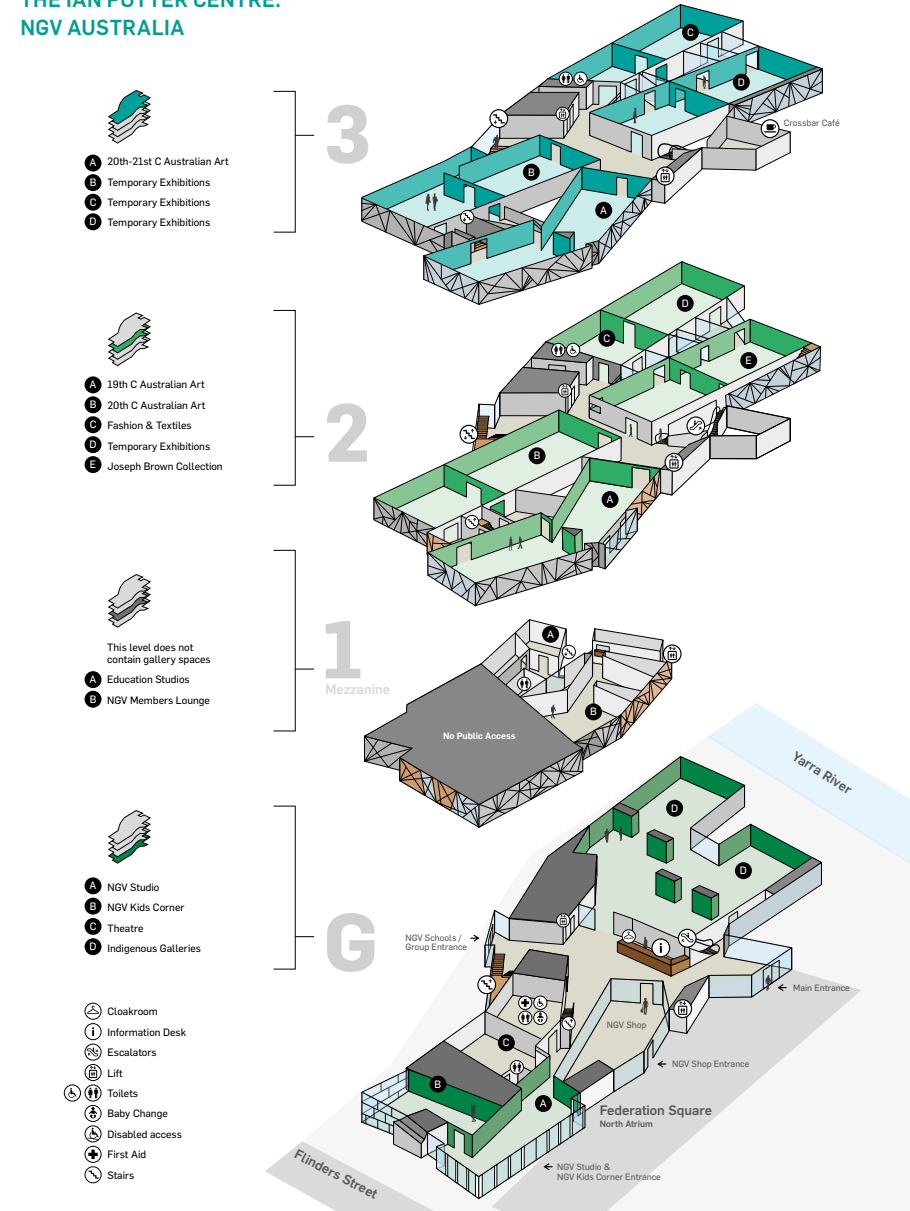 THE IAN POTTER CENTRE:
NGV AUSTRALIA
3
A 20th-21st C Australian Art
B Temporary Exhibitions
C Temporary Exhibitions
D Temporary Exhibitions
C
D
Crossbar Café
B
A
2
A 19th C Australian Art
B 20th C Australian Art
C Fashion & Textiles
D Temporary Exhibitions
E Joseph Brown Collection
D
C
E
B
A
1
Mezzanine
This level does not
contain gallery spaces
A Education Studios
B NGV Members Lounge
A
B
No Public Access
G
A NGV Studio
B NGV Kids Corner
C Theatre
D Indigenous Galleries
Yarra River
D
D
NGV Schools /
Group Entrance
i
Main Entrance
NGV Shop
C
NGV Shop Entrance
B
A
Federation Square
North Atrium
NGV Studio &
NGV Kids Corner Entrance
Flinders Street
Cloakroom
i Information Desk
Escalators
Lift
Toilets
Baby Change
Disabled access
First Aid
Stairs